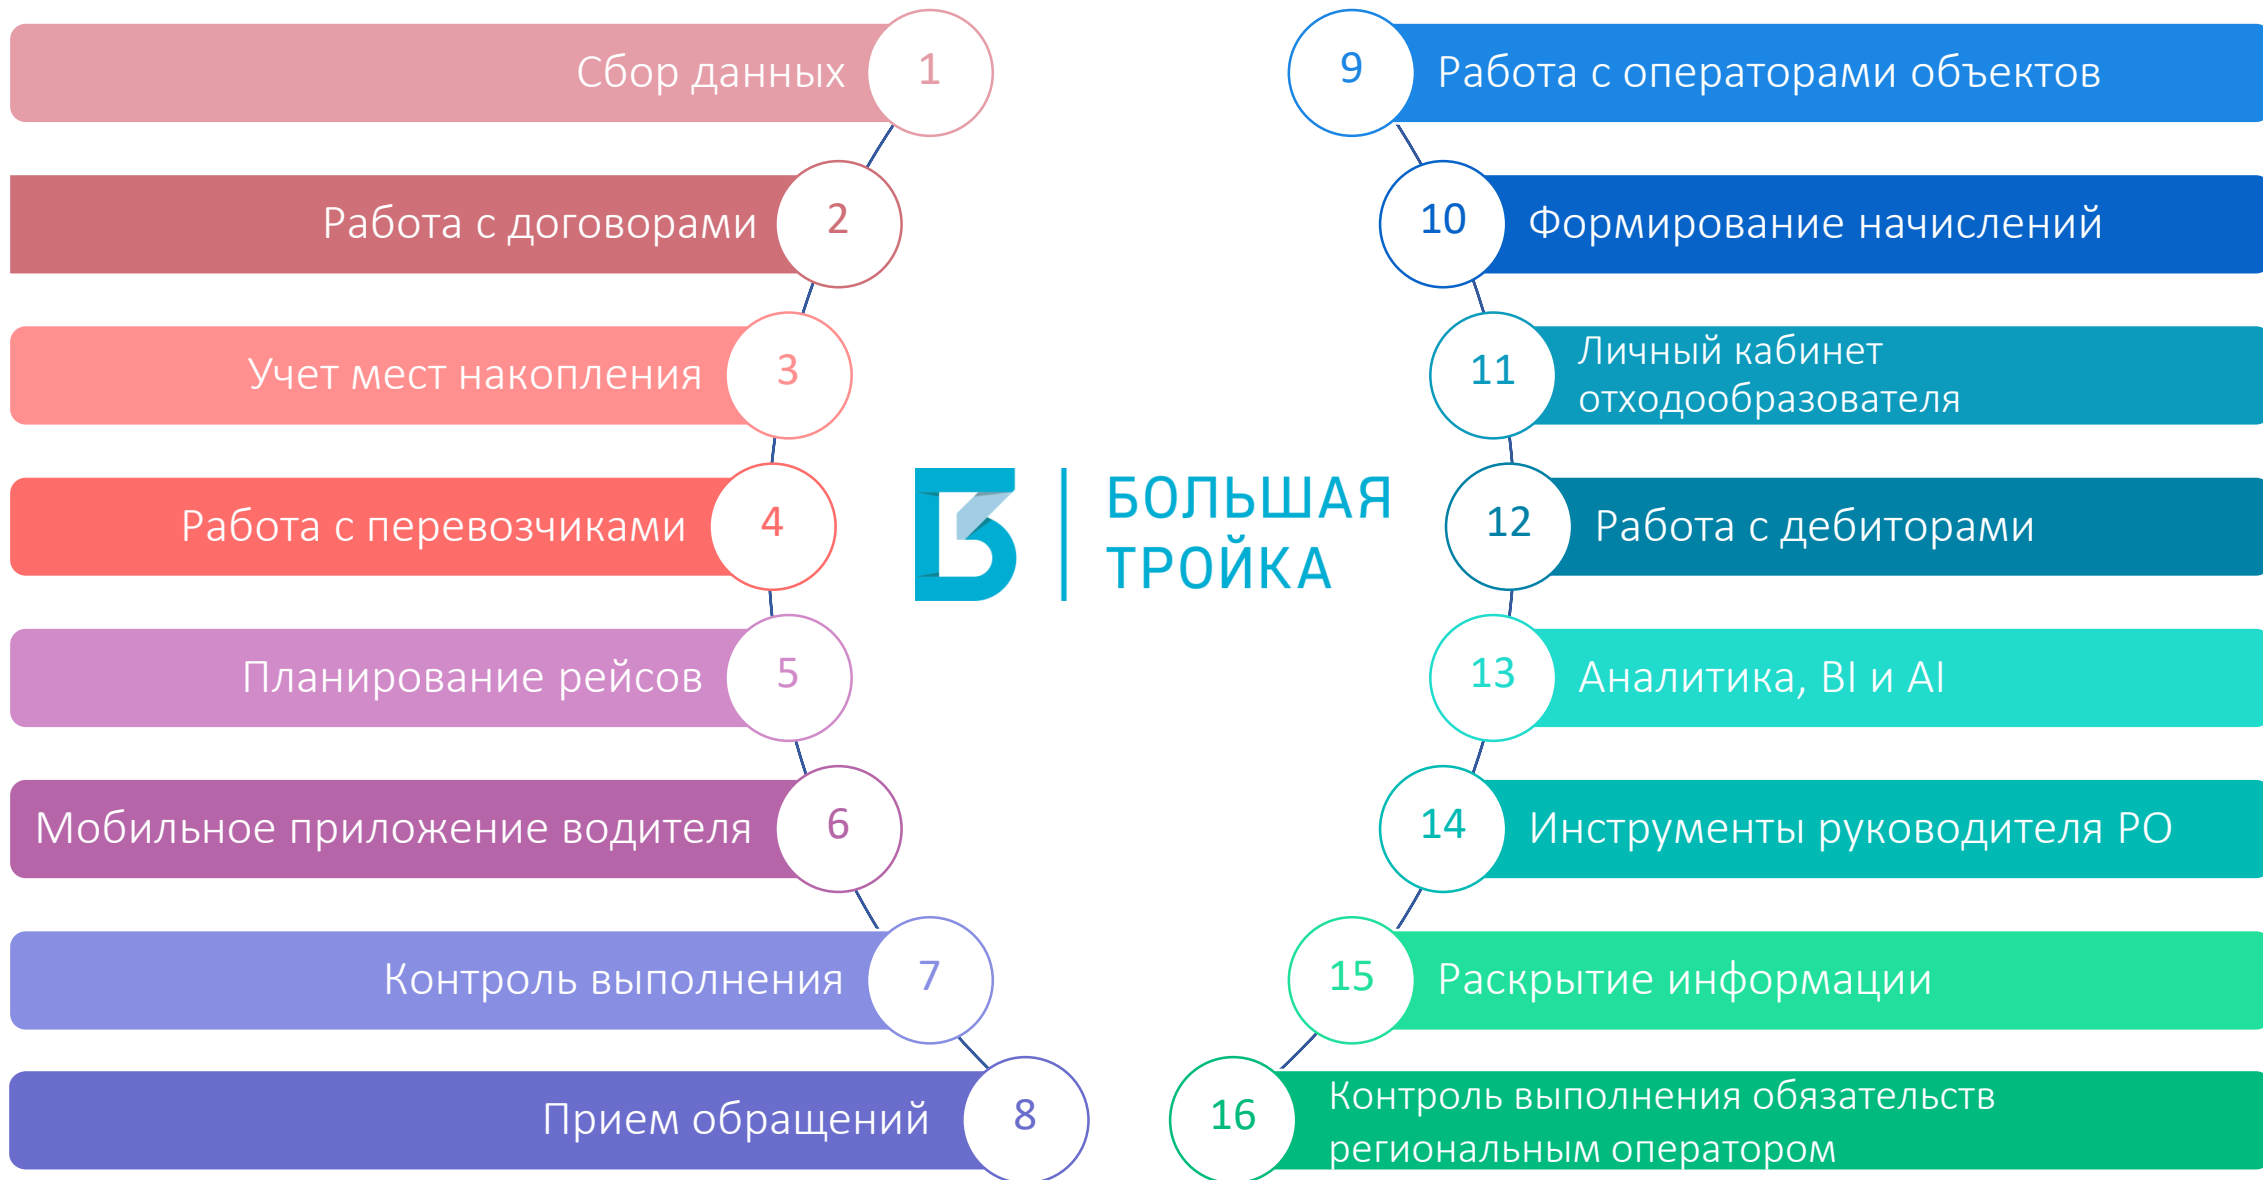 Сбор данных
1
Работа с договорами
2
Учет мест накопления
3
Работа с перевозчиками
4
Планирование рейсов
5
Мобильное приложение водителя
6
Контроль выполнения
7
Прием обращений
8
БОЛЬШАЯ
ТРОЙКА
9
Работа с операторами объектов
10
Формирование начислений
11
Личный кабинет
отходообразователя
12
Работа с дебиторами
13
Аналитика, BI и AI
14
Инструменты руководителя РО
15
Раскрытие информации
16
Контроль выполнения обязательств
региональным оператором